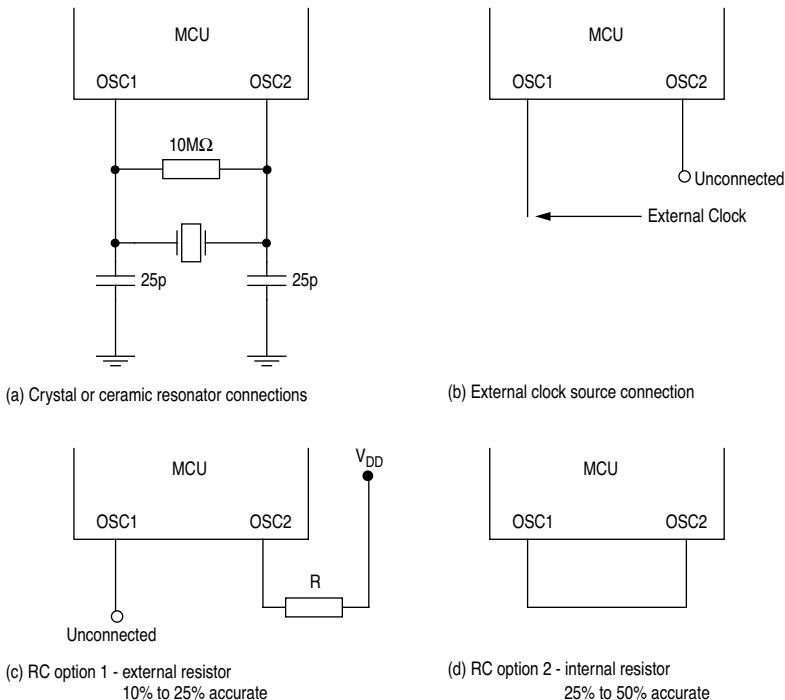 MCU
OSC1 OSC2
10MΩ
25p 25p
(a) Crystal or ceramic resonator connections
MCU
OSC1 OSC2
Unconnected
External Clock
(b) External clock source connection
MCU
OSC1 OSC2
VDD
R
Unconnected
(c) RC option 1 - external resistor
10% to 25% accurate
MCU
OSC1 OSC2
(d) RC option 2 - internal resistor
25% to 50% accurate